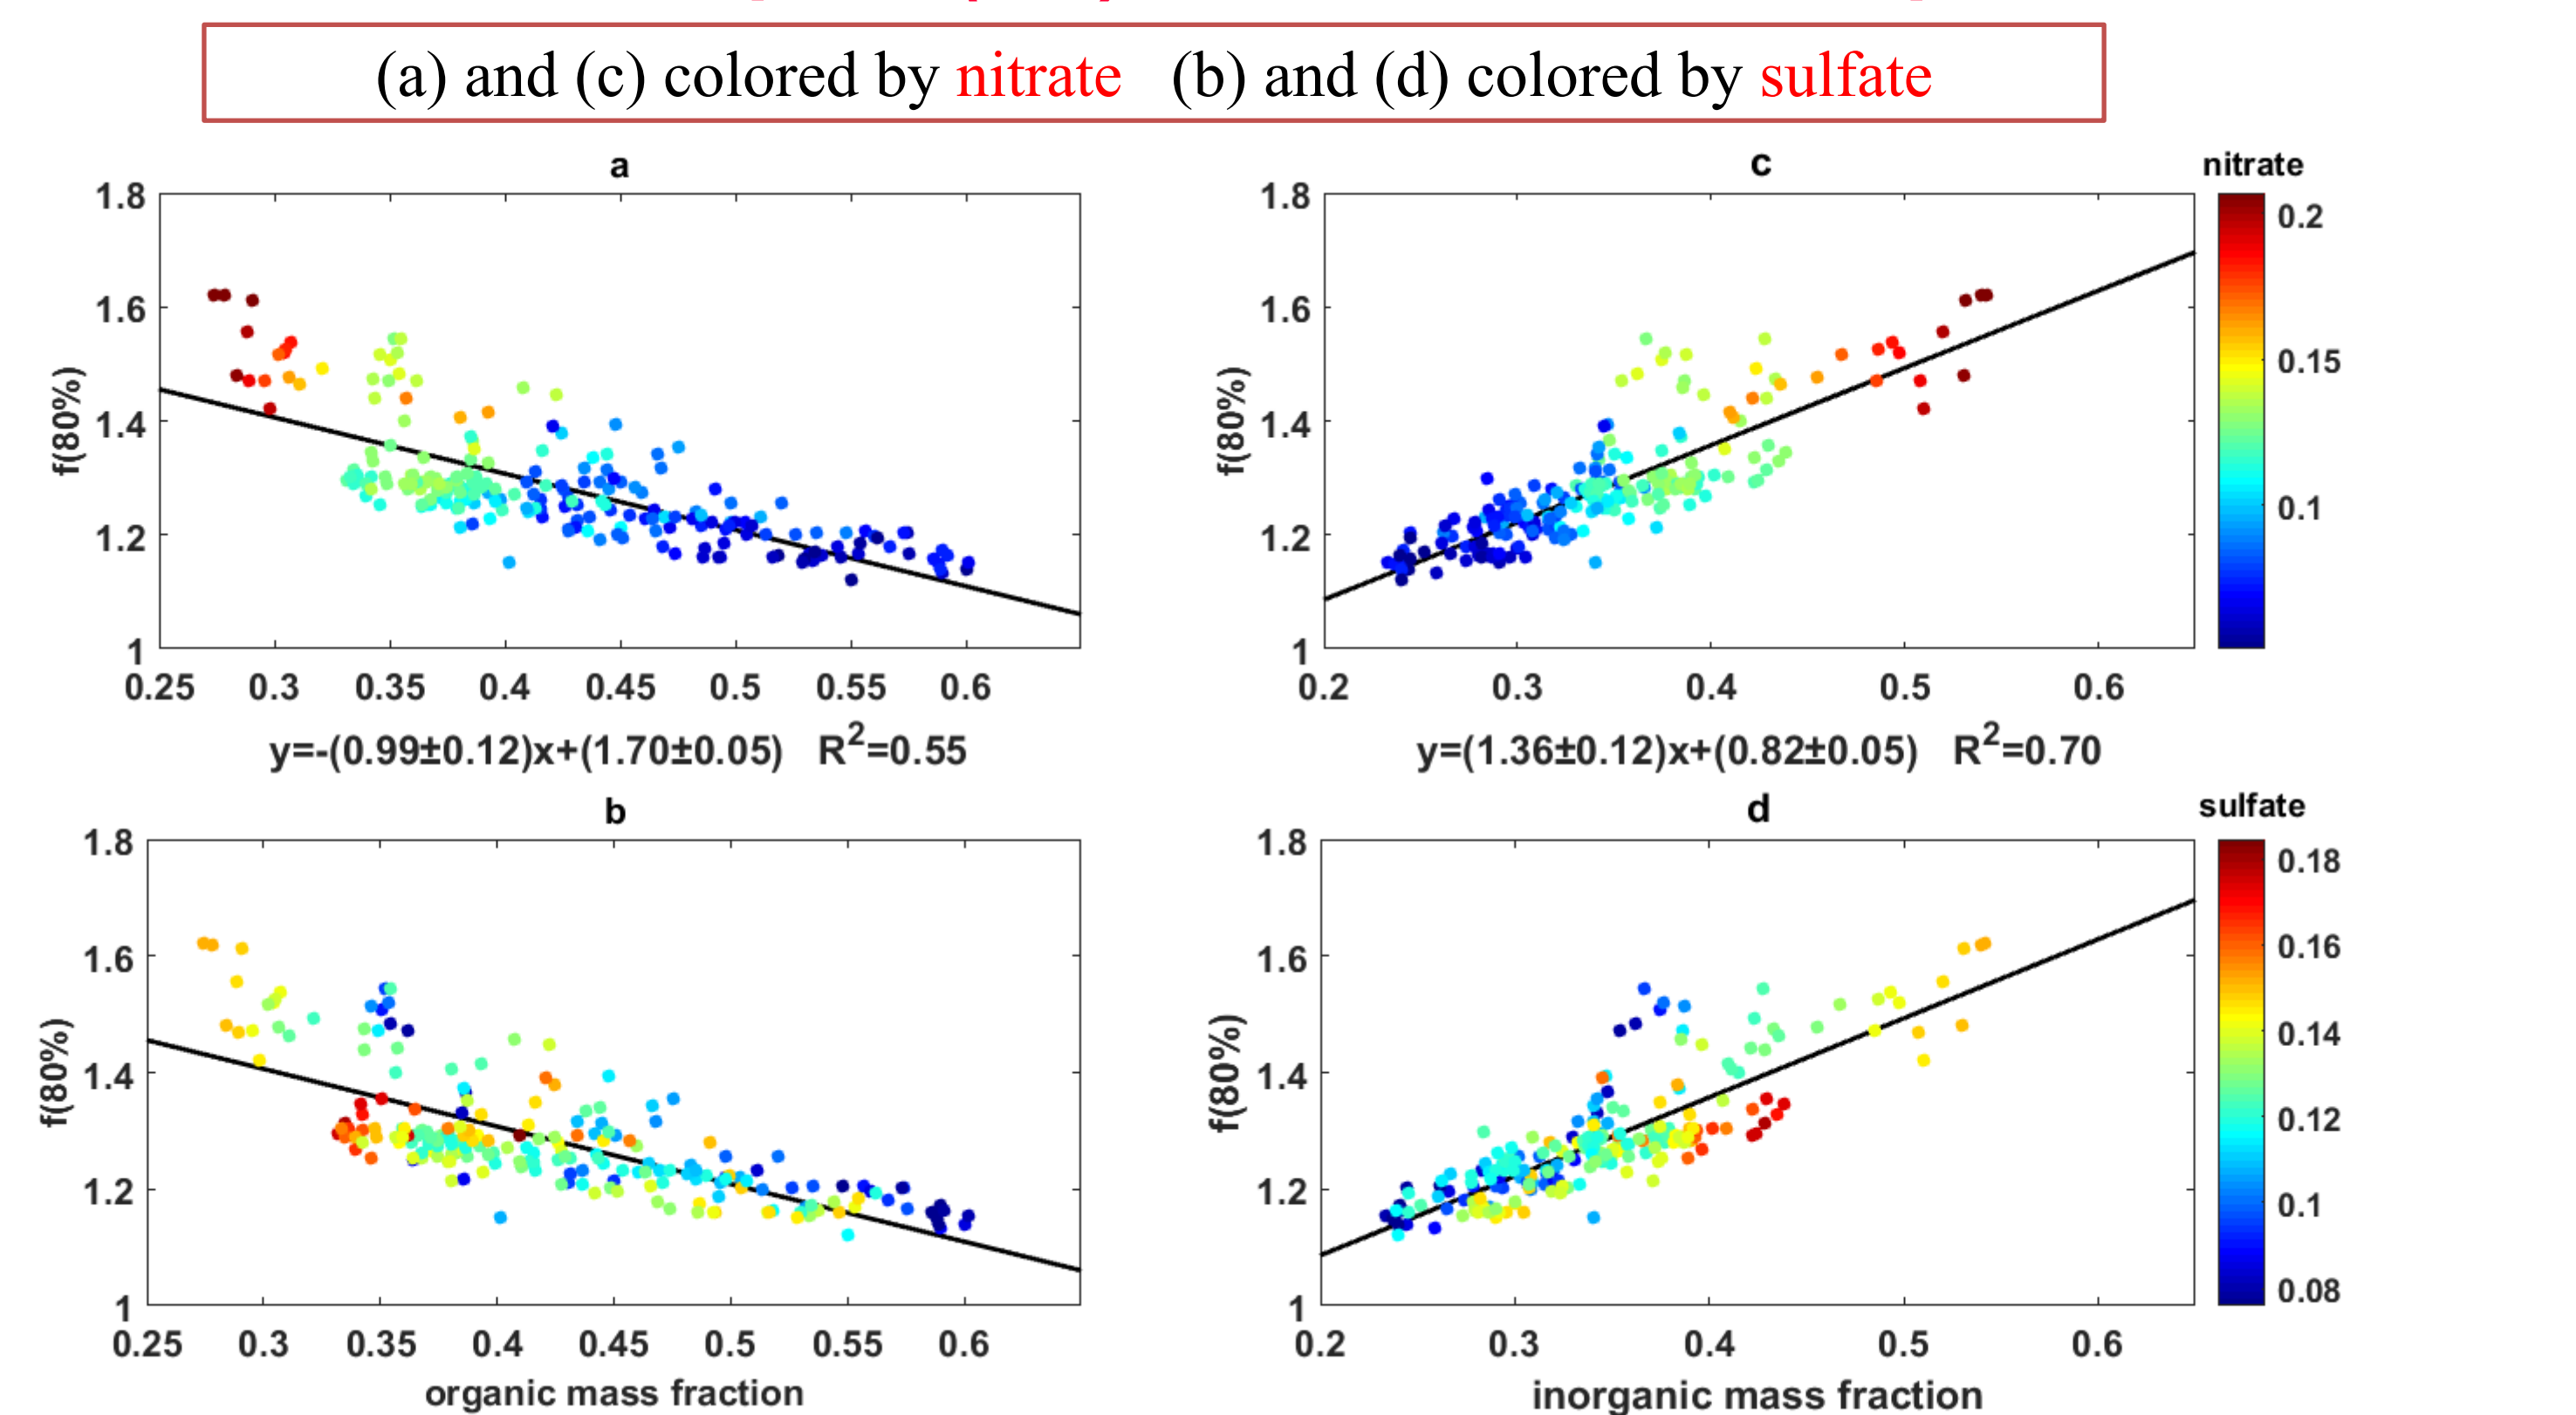 (a) and (c) colored by nitrate (b) and (d) colored by sulfate
a
1.8
1.6
1.4
1.2
1
f(80%)
0.25 0.3 0.35 0.4 0.45 0.5 0.55 0.6
y=-(0.99±0.12)x+(1.70±0.05) R²=0.55
c
1.8
1.6
1.4
1.2
1
f(80%)
0.2 0.3 0.4 0.5 0.6
y=(1.36±0.12)x+(0.82±0.05) R²=0.70
nitrate
0.2
0.15
0.1
b
1.8
1.6
1.4
1.2
1
f(80%)
0.25 0.3 0.35 0.4 0.45 0.5 0.55 0.6
organic mass fraction
d
1.8
1.6
1.4
1.2
1
f(80%)
0.2 0.3 0.4 0.5 0.6
inorganic mass fraction
sulfate
0.18
0.16
0.14
0.12
0.1
0.08